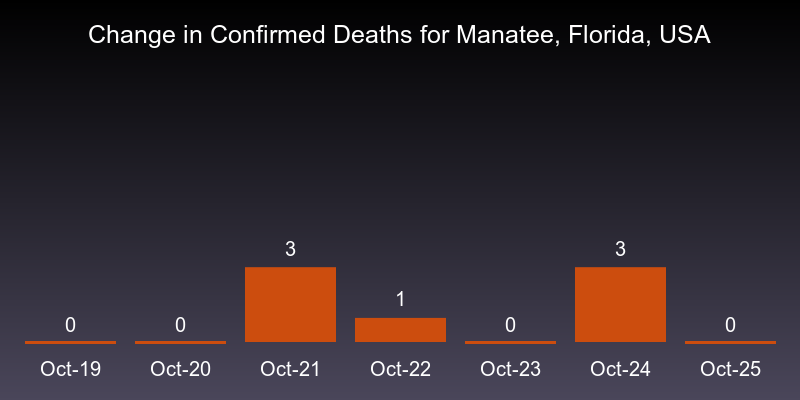 Change in Confirmed Deaths for Manatee, Florida, USA
3 3
1
0 0 0 0
Oct-19 Oct-20 Oct-21 Oct-22 Oct-23 Oct-24 Oct-25